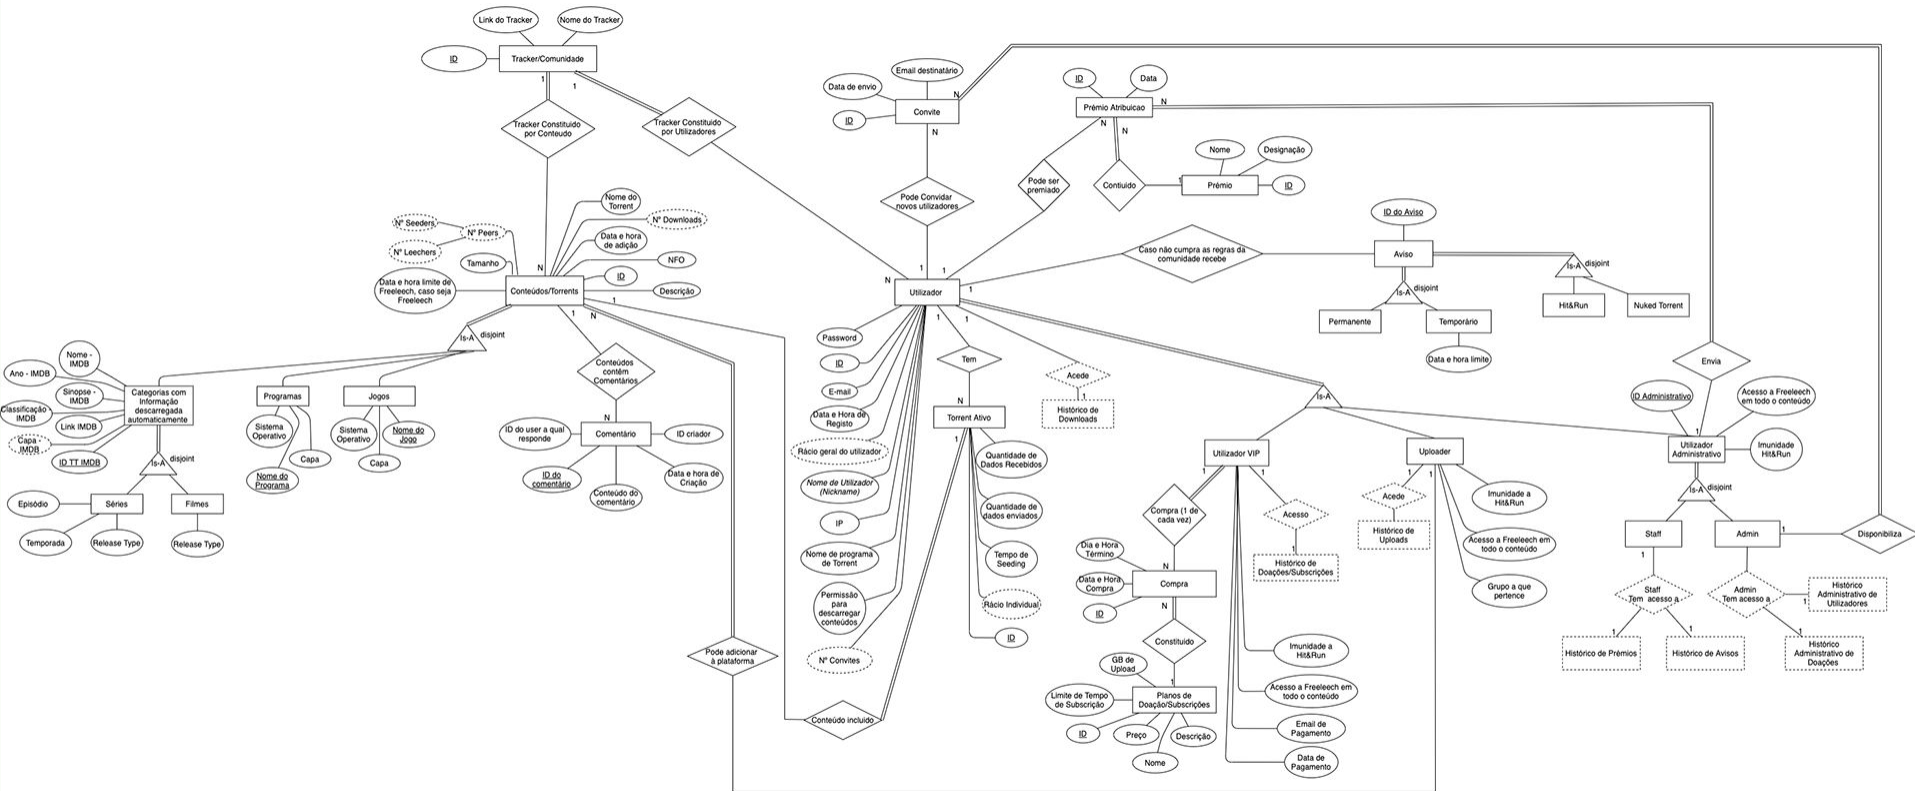 Link do Tracker
Nome do Tracker
ID
Tracker/Comunidade
1
1
Tracker Constituido
por Conteudo
Tracker Constituido
por Utilizadores
N
N
Email destinatário
Data de envio
ID
Convite
N
N
Pode Convidar
novos utilizadores
1
ID
Data
Prémio Atribuicao
N
N
N
Pode ser
premiado
1
Contiuido
1
Nome
Designação
Prémio
ID
Nº Seeders
Nº Peers
Nº Leechers
Tamanho
Data e hora limite de
Freeleech, caso seja
Freeleech
Nome do
Torrent
Nº Downloads
Data e hora
de adição
NFO
ID
Descrição
Conteúdos/Torrents
1
N
1
Is-A
disjoint
Nome -
IMDB
Ano - IMDB
Sinopse -
IMDB
Classificação -
IMDB
Link IMDB
Capa -
IMDB
ID TT IMDB
Categorias com
Informação
descarregada
automaticamente
Is-A
disjoint
Episódio
Séries
Temporada
Release Type
Filmes
Release Type
Programas
Sistema
Operativo
Nome do
Programa
Capa
Jogos
Sistema
Operativo
Nome do
Jogo
Capa
Conteúdos
contêm
Comentários
N
ID do user a qual
responde
Comentário
ID criador
ID do
comentário
Conteúdo do
comentário
Data e hora de
Criação
Pode adicionar
à plataforma
Conteúdo incluido
Utilizador
1
1
1
Caso não cumpra as regras da
comunidade recebe
ID do Aviso
Aviso
Is-A
disjoint
Permanente
Temporário
Data e hora limite
Is-A
disjoint
Hit&Run
Nuked Torrent
Password
ID
E-mail
Data e Hora de
Registo
Rácio geral do utilizador
Nome de Utilizador
(Nickname)
IP
Nome de programa
de Torrent
Permissão
para
descarregar
conteúdos
Nº Convites
Tem
N
Torrent Ativo
1
Quantidade de
Dados Recebidos
Quantidade de
dados enviados
Tempo de
Seeding
Rácio Individual
ID
Acede
1
Histórico de
Downloads
Is-A
Utilizador VIP
1
1
Compra (1 de
cada vez)
N
Dia e Hora
Término
Data e Hora
Compra
ID
Compra
N
Constituido
1
GB de
Upload
Limite de Tempo
de Subscrição
ID
Planos de
Doação/Subscrições
Preço
Nome
Descrição
Acesso
1
Histórico de
Doações/Subscrições
Imunidade a
Hit&Run
Acesso a Freeleech em
todo o conteúdo
Email de
Pagamento
Data de
Pagamento
Uploader
1
1
Acede
1
Histórico de
Uploads
Imunidade a
Hit&Run
Acesso a Freeleech em
todo o conteúdo
Grupo a que
pertence
Envia
1
ID Administrativo
Acesso a Freeleech
em todo o conteúdo
Utilizador
Administrativo
Imunidade
Hit&Run
Is-A
disjoint
Staff
1
Admin
1
Disponibiliza
Staff
Tem acesso a
1
1
Histórico de Prémios
Histórico de Avisos
Admin
Tem acesso a
1
1
Histórico
Administrativo de
Utilizadores
Histórico
Administrativo de
Doações